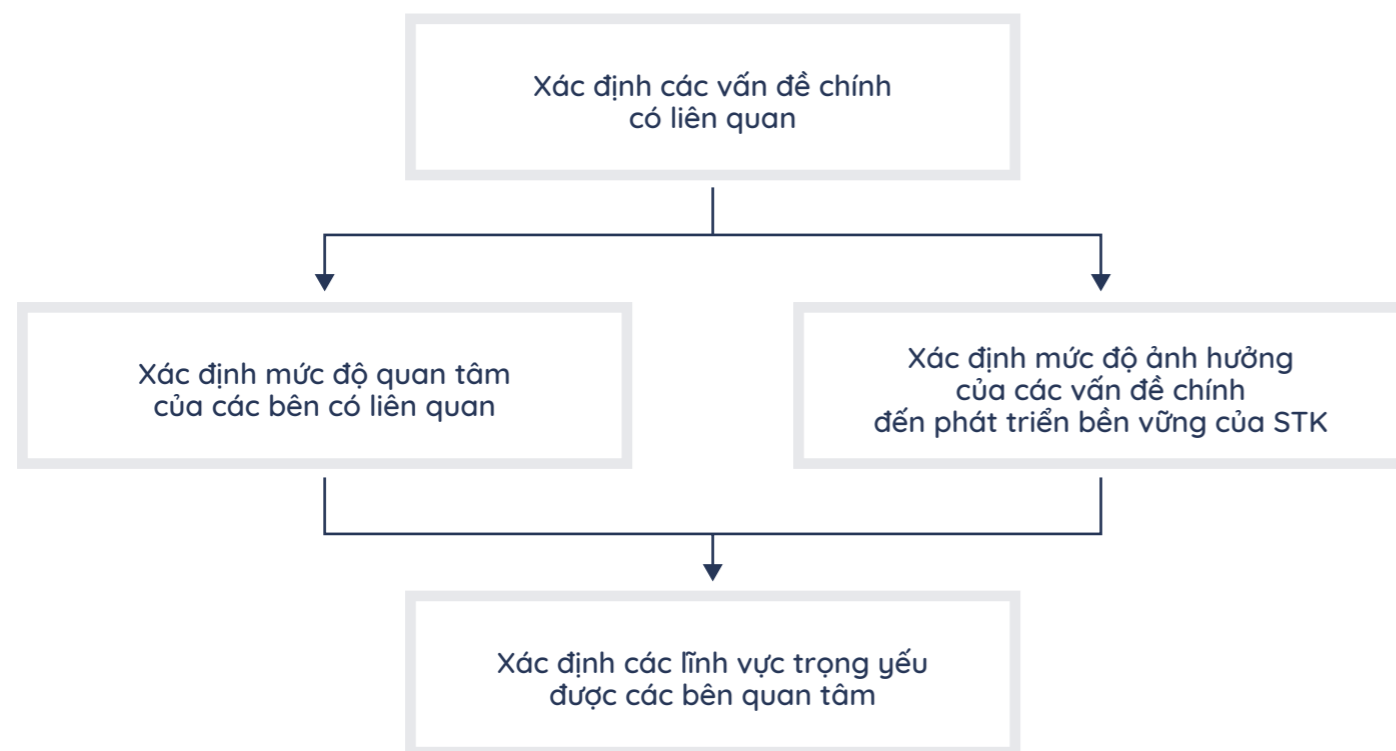 Xác định các vấn đề chính
có liên quan
Xác định mức độ quan tâm
của các bên có liên quan
Xác định mức độ ảnh hưởng
của các vấn đề chính
đến phát triển bền vững của STK
Xác định các lĩnh vực trọng yếu
được các bên quan tâm